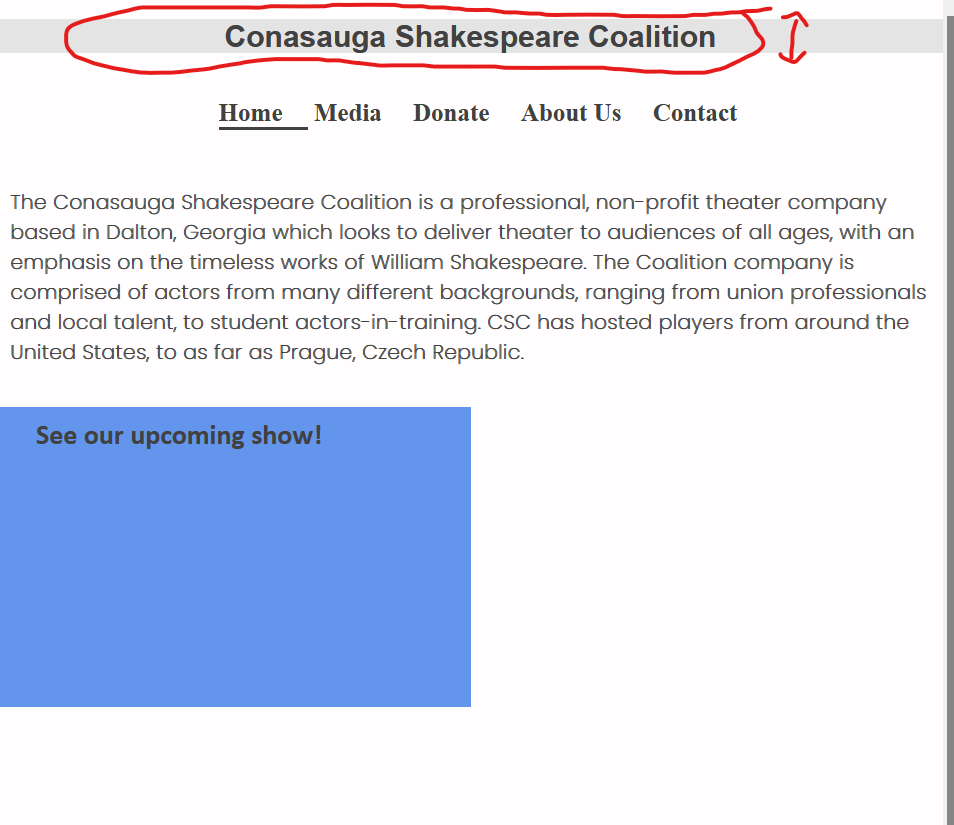 Conasauga Shakespeare Coalition
Home Media Donate About Us Contact
The Conasauga Shakespeare Coalition is a professional, non-profit theater company
based in Dalton, Georgia which looks to deliver theater to audiences of all ages, with an
emphasis on the timeless works of William Shakespeare. The Coalition company is
comprised of actors from many different backgrounds, ranging from union professionals
and local talent, to student actors-in-training. CSC has hosted players from around the
United States, to as far as Prague, Czech Republic.
See our upcoming show!